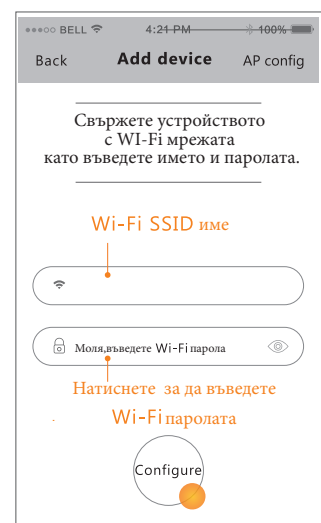 BELL 4:21 PM 100%
Back Add device AP config
Свържете устройството
с WI-Fi мрежата
като въведете името и паролата.
Wi-Fi SSID име
Моля,въведете Wi-Fi парола
Натиснете за да въведете
Wi-Fi паролата
Configure